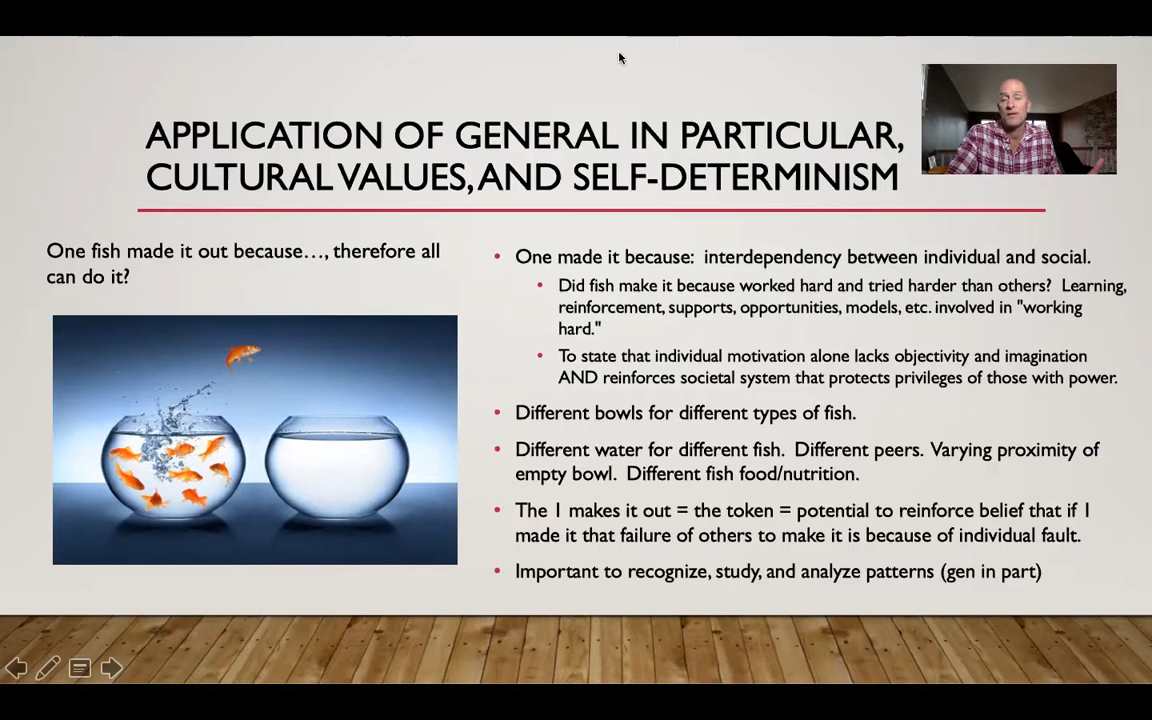 APPLICATION OF GENERAL IN PARTICULAR,
CULTURAL VALUES, AND SELF-DETERMINISM
One fish made it out because…, therefore all
can do it?
• One made it because: interdependency between individual and social.
• Did fish make it because worked hard and tried harder than others? Learning,
reinforcement, supports, opportunities, models, etc. involved in "working
hard."
• To state that individual motivation alone lacks objectivity and imagination
AND reinforces societal system that protects privileges of those with power.
• Different bowls for different types of fish.
• Different water for different fish. Different peers. Varying proximity of
empty bowl. Different fish food/nutrition.
• The 1 makes it out = the token = potential to reinforce belief that if 1
made it that failure of others to make it is because of individual fault.
• Important to recognize, study, and analyze patterns (gen in part)